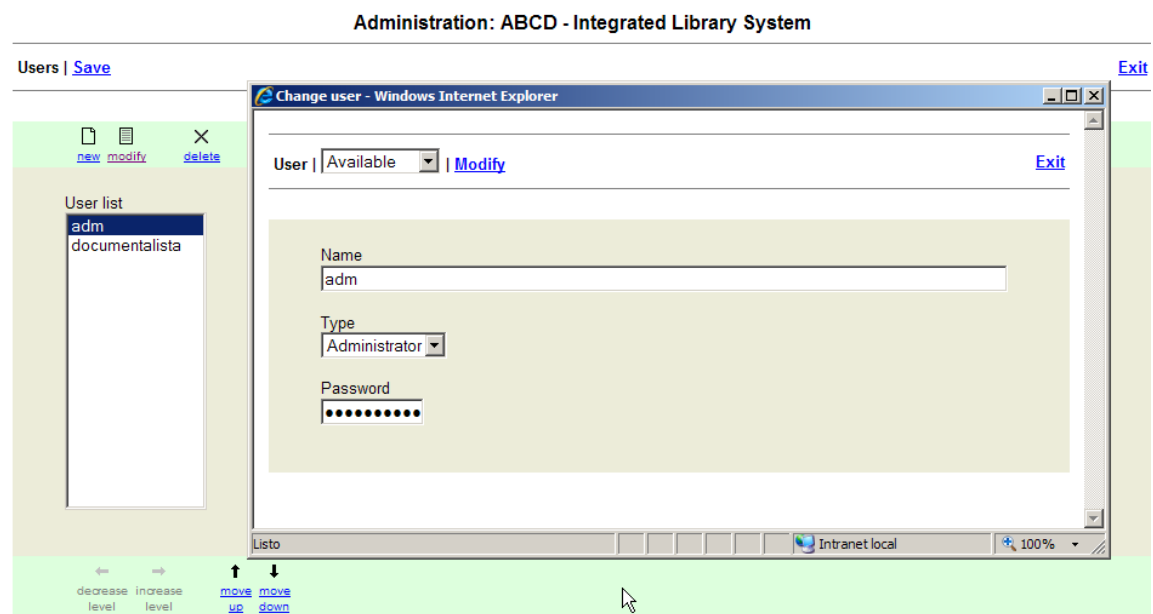 Administration: ABCD - Integrated Library System
Users | Save
Exit
Change user - Windows Internet Explorer
new modify delete
User | Available | Modify
Exit
User list
adm
documentalista
Name
adm
Type
Administrator
Password
••••••••••
Listo
Intranet local
100%
decrease level
increase level
move up
move down